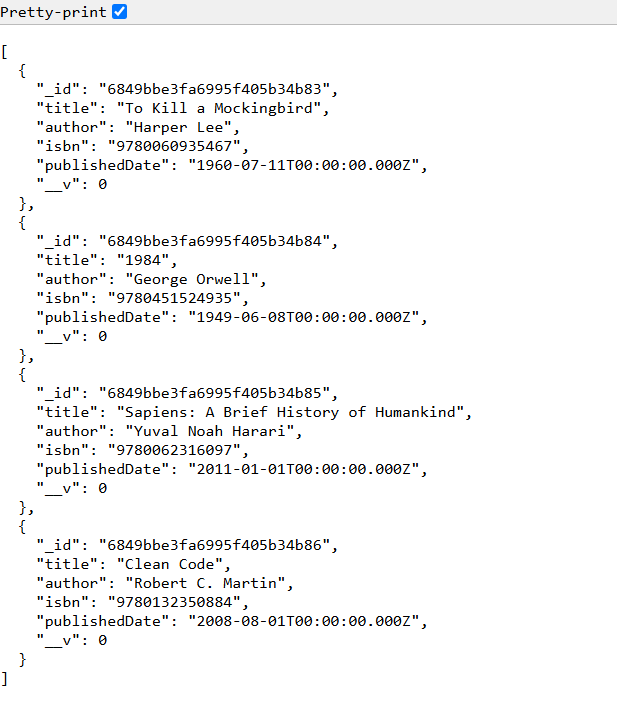 Pretty-print
[
  {
    "_id": "6849bbe3fa6995f405b34b83",
    "title": "To Kill a Mockingbird",
    "author": "Harper Lee",
    "isbn": "9780060935467",
    "publishedDate": "1960-07-11T00:00:00.000Z",
    "__v": 0
  },
  {
    "_id": "6849bbe3fa6995f405b34b84",
    "title": "1984",
    "author": "George Orwell",
    "isbn": "9780451524935",
    "publishedDate": "1949-06-08T00:00:00.000Z",
    "__v": 0
  },
  {
    "_id": "6849bbe3fa6995f405b34b85",
    "title": "Sapiens: A Brief History of Humankind",
    "author": "Yuval Noah Harari",
    "isbn": "9780062316097",
    "publishedDate": "2011-01-01T00:00:00.000Z",
    "__v": 0
  },
  {
    "_id": "6849bbe3fa6995f405b34b86",
    "title": "Clean Code",
    "author": "Robert C. Martin",
    "isbn": "9780132350884",
    "publishedDate": "2008-08-01T00:00:00.000Z",
    "__v": 0
  }
]